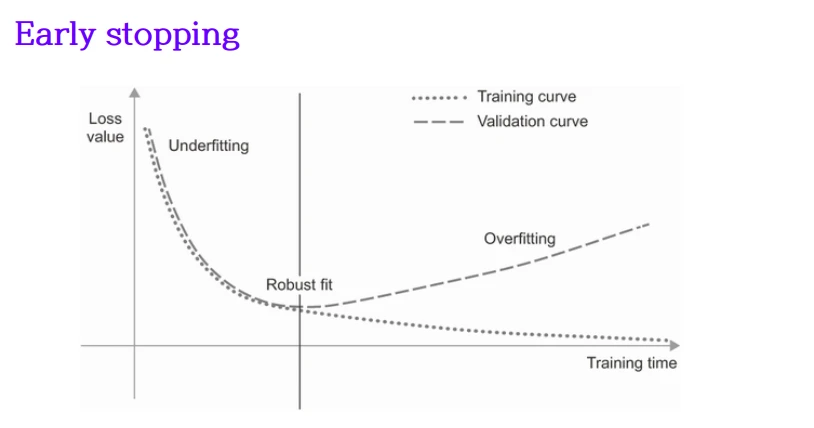 Early stopping
Training curve
Loss
value
Validation curve
Underfitting
Overfitting
Robust fit
Training time